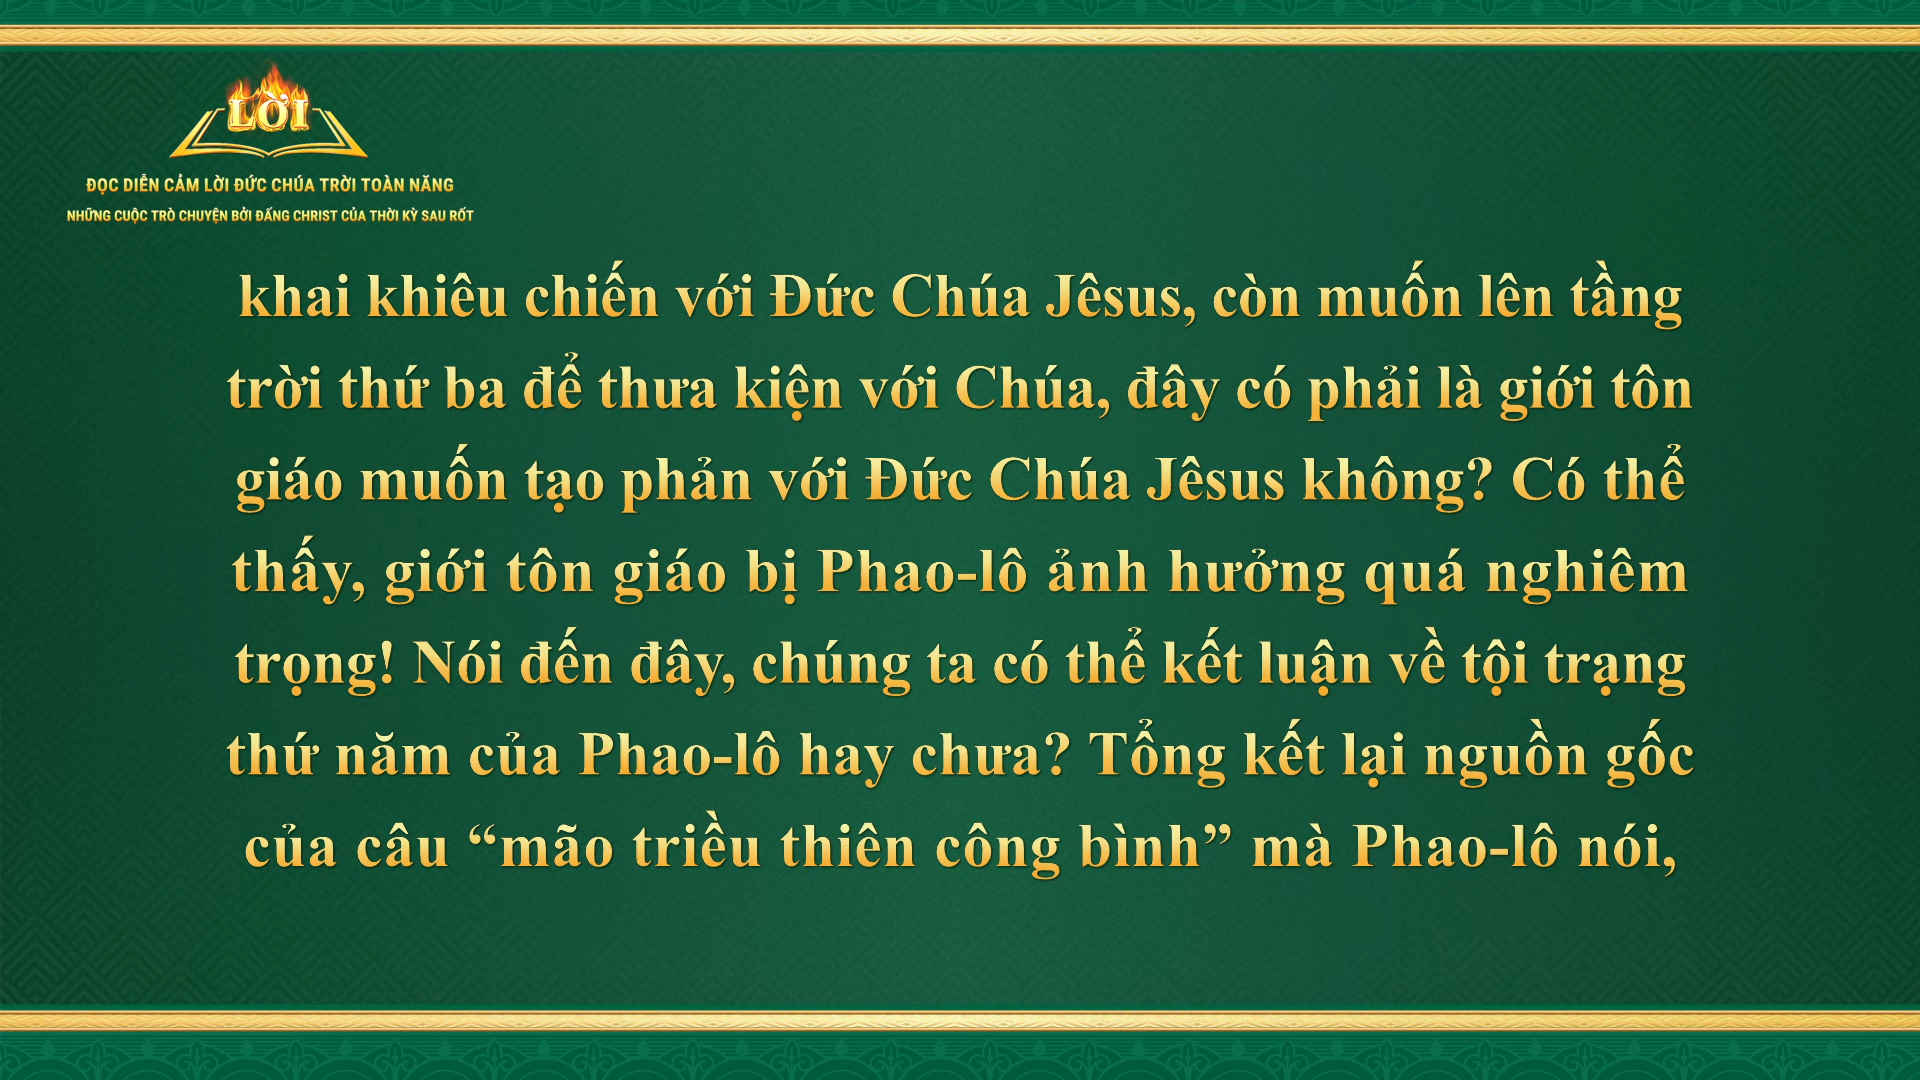 LỜI
ĐỌC DIỄN CẢM LỜI ĐỨC CHÚA TRỜI TOÀN NĂNG
NHỮNG CUỘC TRÒ CHUYỆN BỞI ĐẤNG CHRIST CỦA THỜI KỲ SAU RỐT
khai khiêu chiến với Đức Chúa Jêsus, còn muốn lên tầng
trời thứ ba để thưa kiện với Chúa, đây có phải là giới tôn
giáo muốn tạo phản với Đức Chúa Jêsus không? Có thể
thấy, giới tôn giáo bị Phao-lô ảnh hưởng quá nghiêm
trọng! Nói đến đây, chúng ta có thể kết luận về tội trạng
thứ năm của Phao-lô hay chưa? Tổng kết lại nguồn gốc
của câu “mão triều thiên công bình” mà Phao-lô nói,